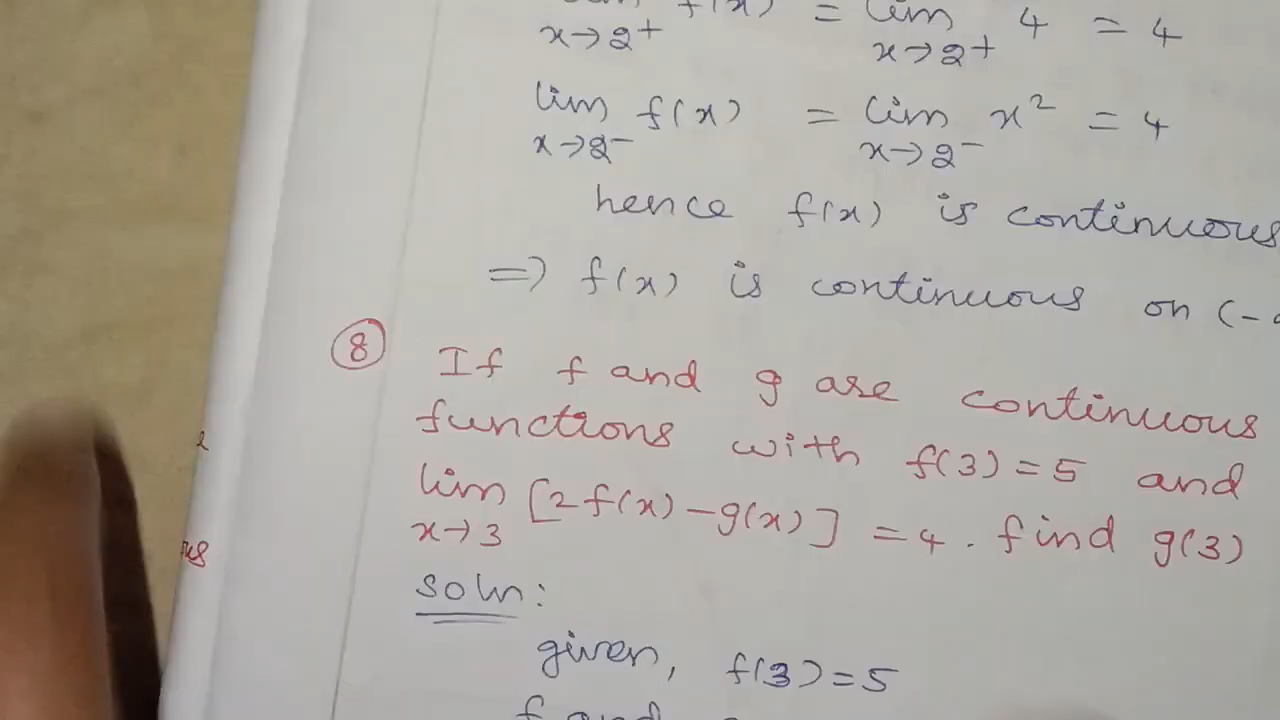 f(x) = lim 4 = 4
x→2+ x→2+
lim f(x) = lim x² = 4
x→2- x→2-
hence f(x) is continuous
=> f(x) is continuous on (-
8 If f and g are continuous
functions with f(3)=5 and
lim [2f(x)-g(x)] =4. find g(3)
x→3
soln:
given, f(3)=5
f and